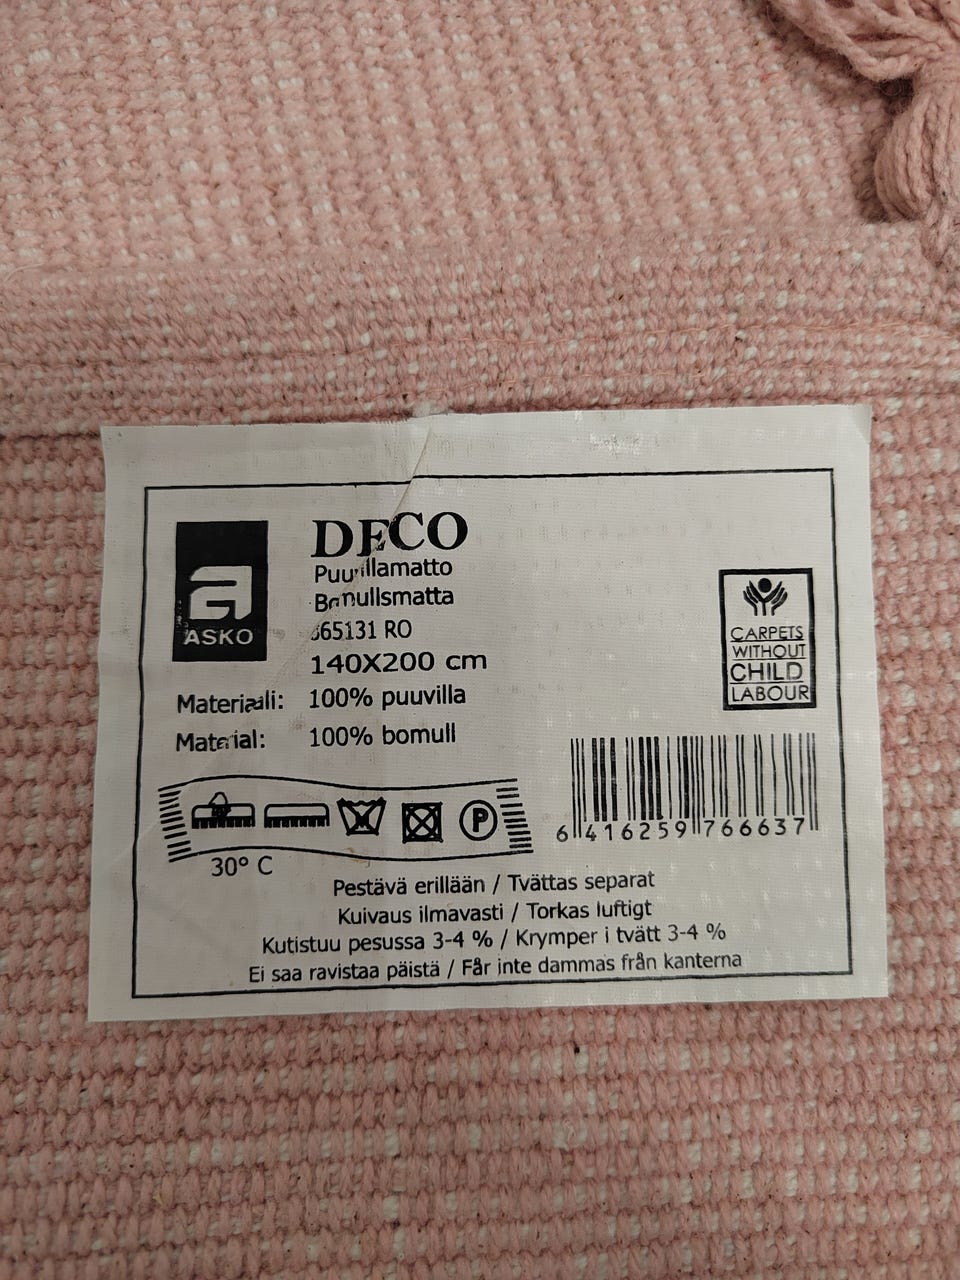 a
ASKO
DECO
Puuvillamatto
Bomullsmatta
565131 RO
140X200 cm
Materiaali: 100% puuvilla
Material: 100% bomull
CARPETS
WITHOUT
CHILD
LABOUR
P
30° C
6 416259 766637
Pestävä erillään / Tvättas separat
Kuivaus ilmavasti / Torkas luftigt
Kutistuu pesussa 3-4 % / Krymper i tvätt 3-4 %
Ei saa ravistaa päistä / Får inte dammas från kanterna